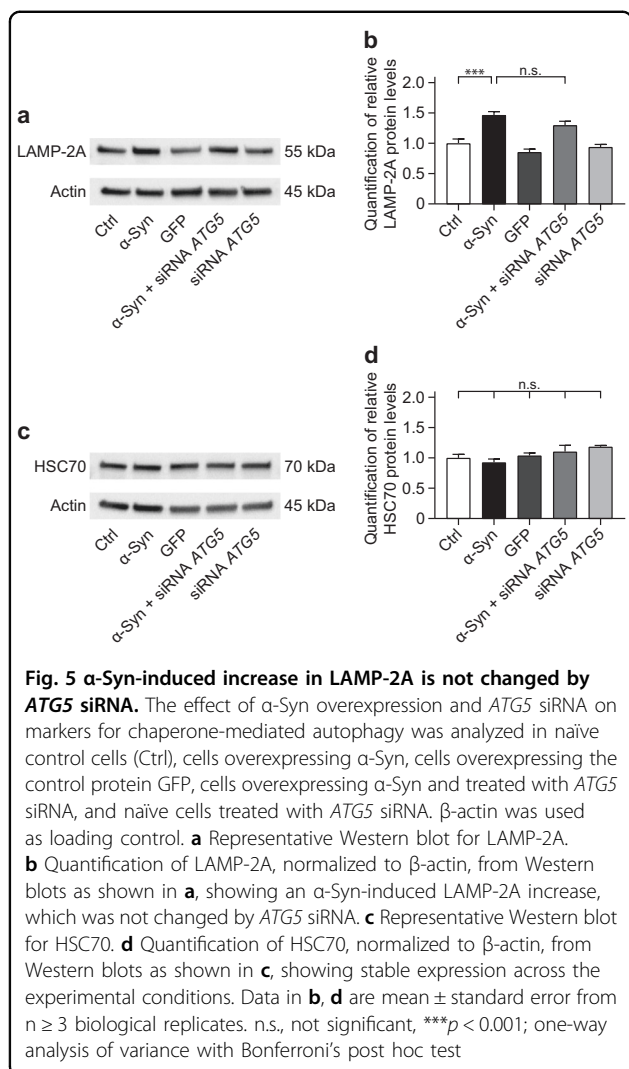 a
LAMP-2A
55 kDa
Actin
45 kDa
Ctrl
α-Syn
GFP
α-Syn + siRNA ATG5
siRNA ATG5
b
Quantification of relative
LAMP-2A protein levels
2.0
1.5
1.0
0.5
0
***
n.s.
Ctrl
α-Syn
GFP
α-Syn + siRNA ATG5
siRNA ATG5
c
HSC70
70 kDa
Actin
45 kDa
Ctrl
α-Syn
GFP
α-Syn + siRNA ATG5
siRNA ATG5
d
Quantification of relative
HSC70 protein levels
2.0
1.5
1.0
0.5
0
n.s.
Ctrl
α-Syn
GFP
α-Syn + siRNA ATG5
siRNA ATG5
Fig. 5 α-Syn-induced increase in LAMP-2A is not changed by
ATG5 siRNA. The effect of α-Syn overexpression and ATG5 siRNA on
markers for chaperone-mediated autophagy was analyzed in naïve
control cells (Ctrl), cells overexpressing α-Syn, cells overexpressing the
control protein GFP, cells overexpressing α-Syn and treated with ATG5
siRNA, and naïve cells treated with ATG5 siRNA. β-actin was used
as loading control. a Representative Western blot for LAMP-2A.
b Quantification of LAMP-2A, normalized to β-actin, from Western
blots as shown in a, showing an α-Syn-induced LAMP-2A increase,
which was not changed by ATG5 siRNA. c Representative Western blot
for HSC70. d Quantification of HSC70, normalized to β-actin, from
Western blots as shown in c, showing stable expression across the
experimental conditions. Data in b, d are mean ± standard error from
n ≥ 3 biological replicates. n.s., not significant, ***p < 0.001; one-way
analysis of variance with Bonferroni's post hoc test